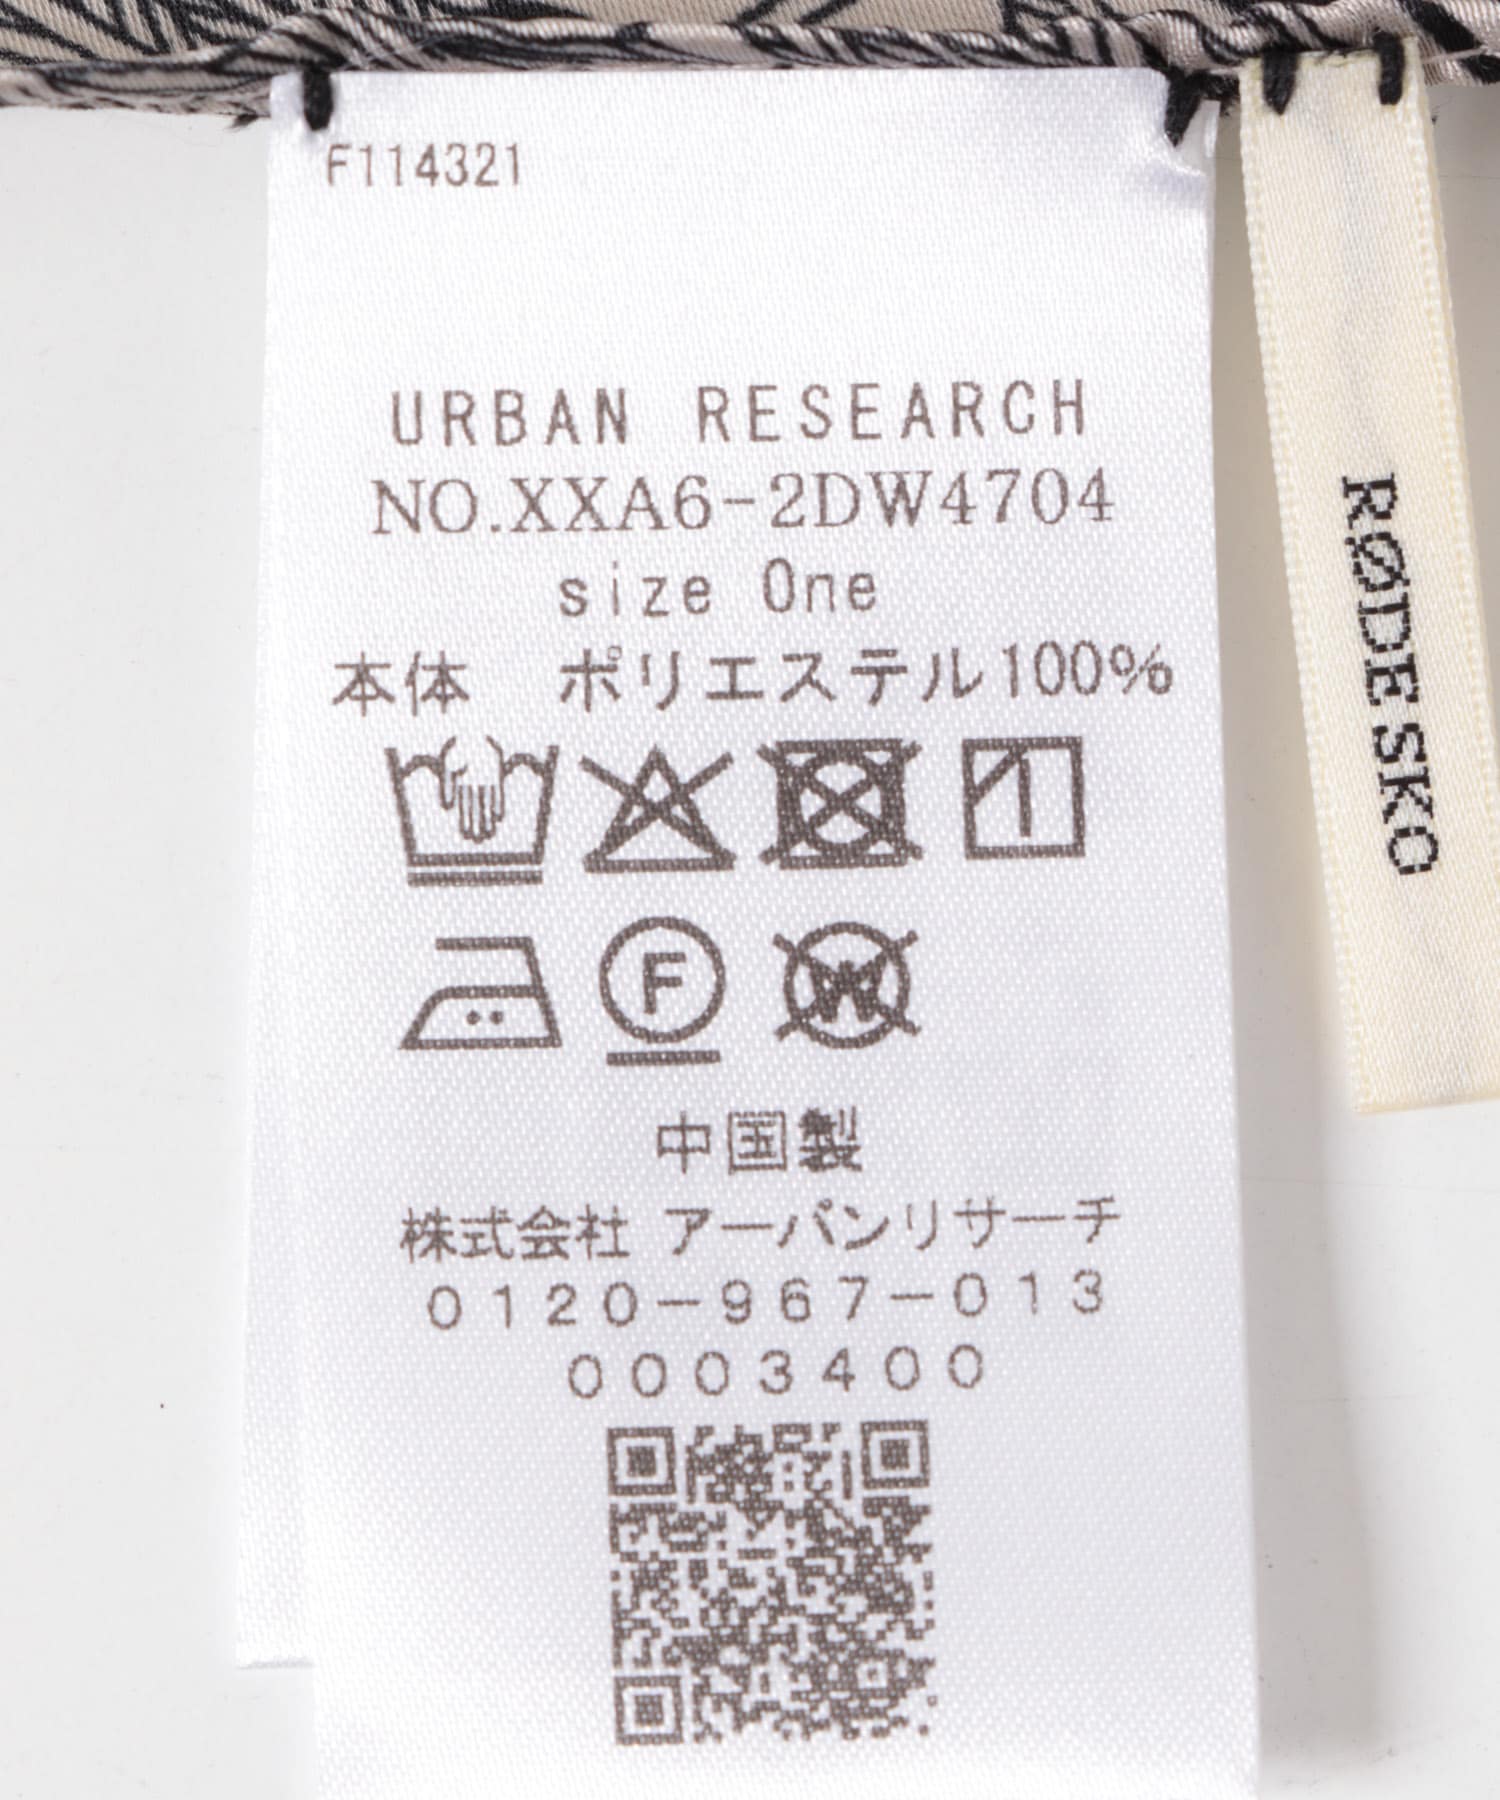 F114321
URBAN RESEARCH
NO.XXA6-2DW4704
size One
本体 ポリエステル100%
F
W
中国製
株式会社 アーバンリサーチ
0120-967-013
0003400
RØDE SKO